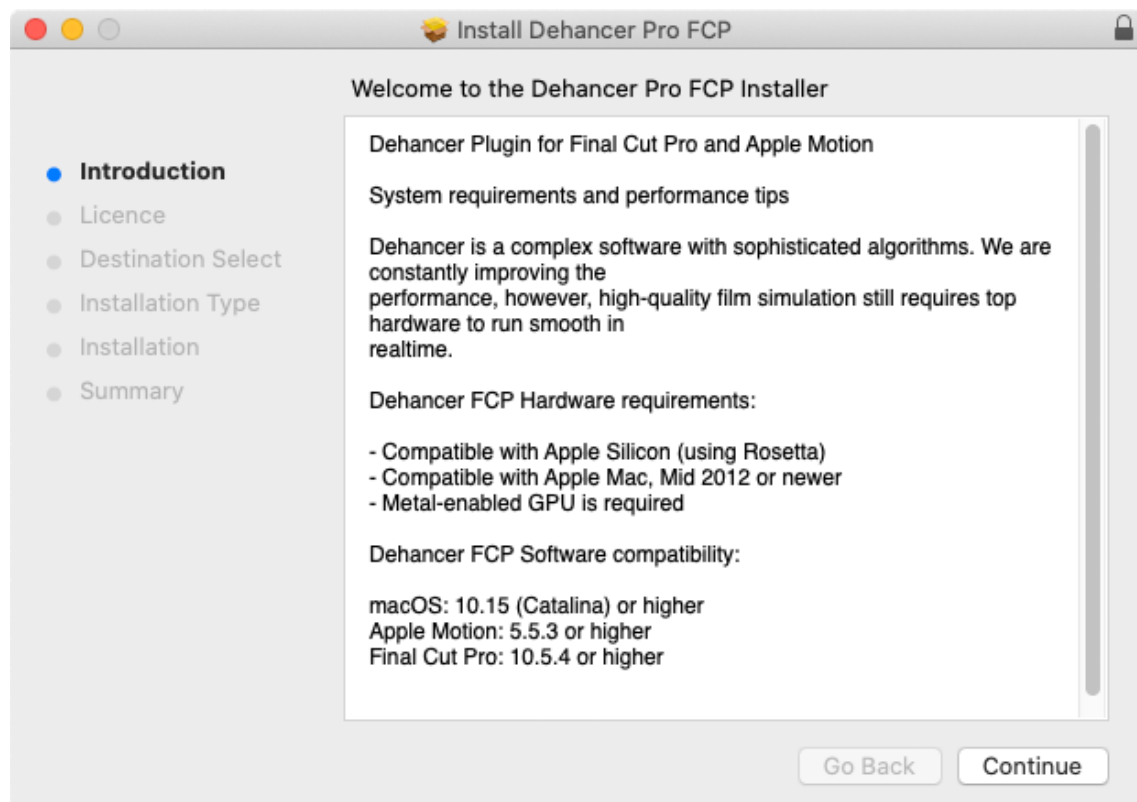 Install Dehancer Pro FCP
Welcome to the Dehancer Pro FCP Installer
Introduction
Licence
Destination Select
Installation Type
Installation
Summary
Dehancer Plugin for Final Cut Pro and Apple Motion
System requirements and performance tips
Dehancer is a complex software with sophisticated algorithms. We are
constantly improving the
performance, however, high-quality film simulation still requires top
hardware to run smooth in
realtime.
Dehancer FCP Hardware requirements:
- Compatible with Apple Silicon (using Rosetta)
- Compatible with Apple Mac, Mid 2012 or newer
- Metal-enabled GPU is required
Dehancer FCP Software compatibility:
macOS: 10.15 (Catalina) or higher
Apple Motion: 5.5.3 or higher
Final Cut Pro: 10.5.4 or higher
Go Back
Continue